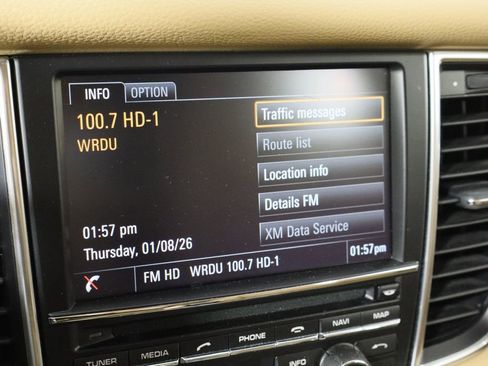 INFO OPTION
100.7 HD-1
WRDU
Traffic messages
Route list
Location info
Details FM
XM Data Service
01:57 pm
Thursday, 01/08/26
01:57pm
FM HD WRDU 100.7 HD-1
TUNER MEDIA PHONE NAVI MAP
INFO